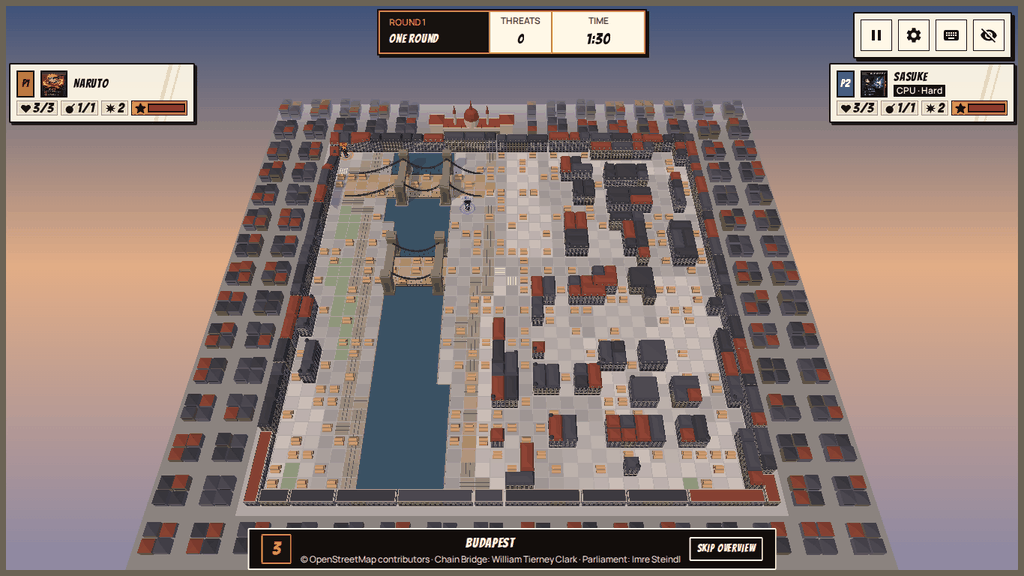 ROUND 1
ONE ROUND
THREATS
0
TIME
1:30
P1
NARUTO
3/3
1/1
2
P2
SASUKE
CPU · Hard
3/3
1/1
2
3
BUDAPEST
© OpenStreetMap contributors · Chain Bridge: William Tierney Clark · Parliament: Imre Steindl
SKIP OVERVIEW